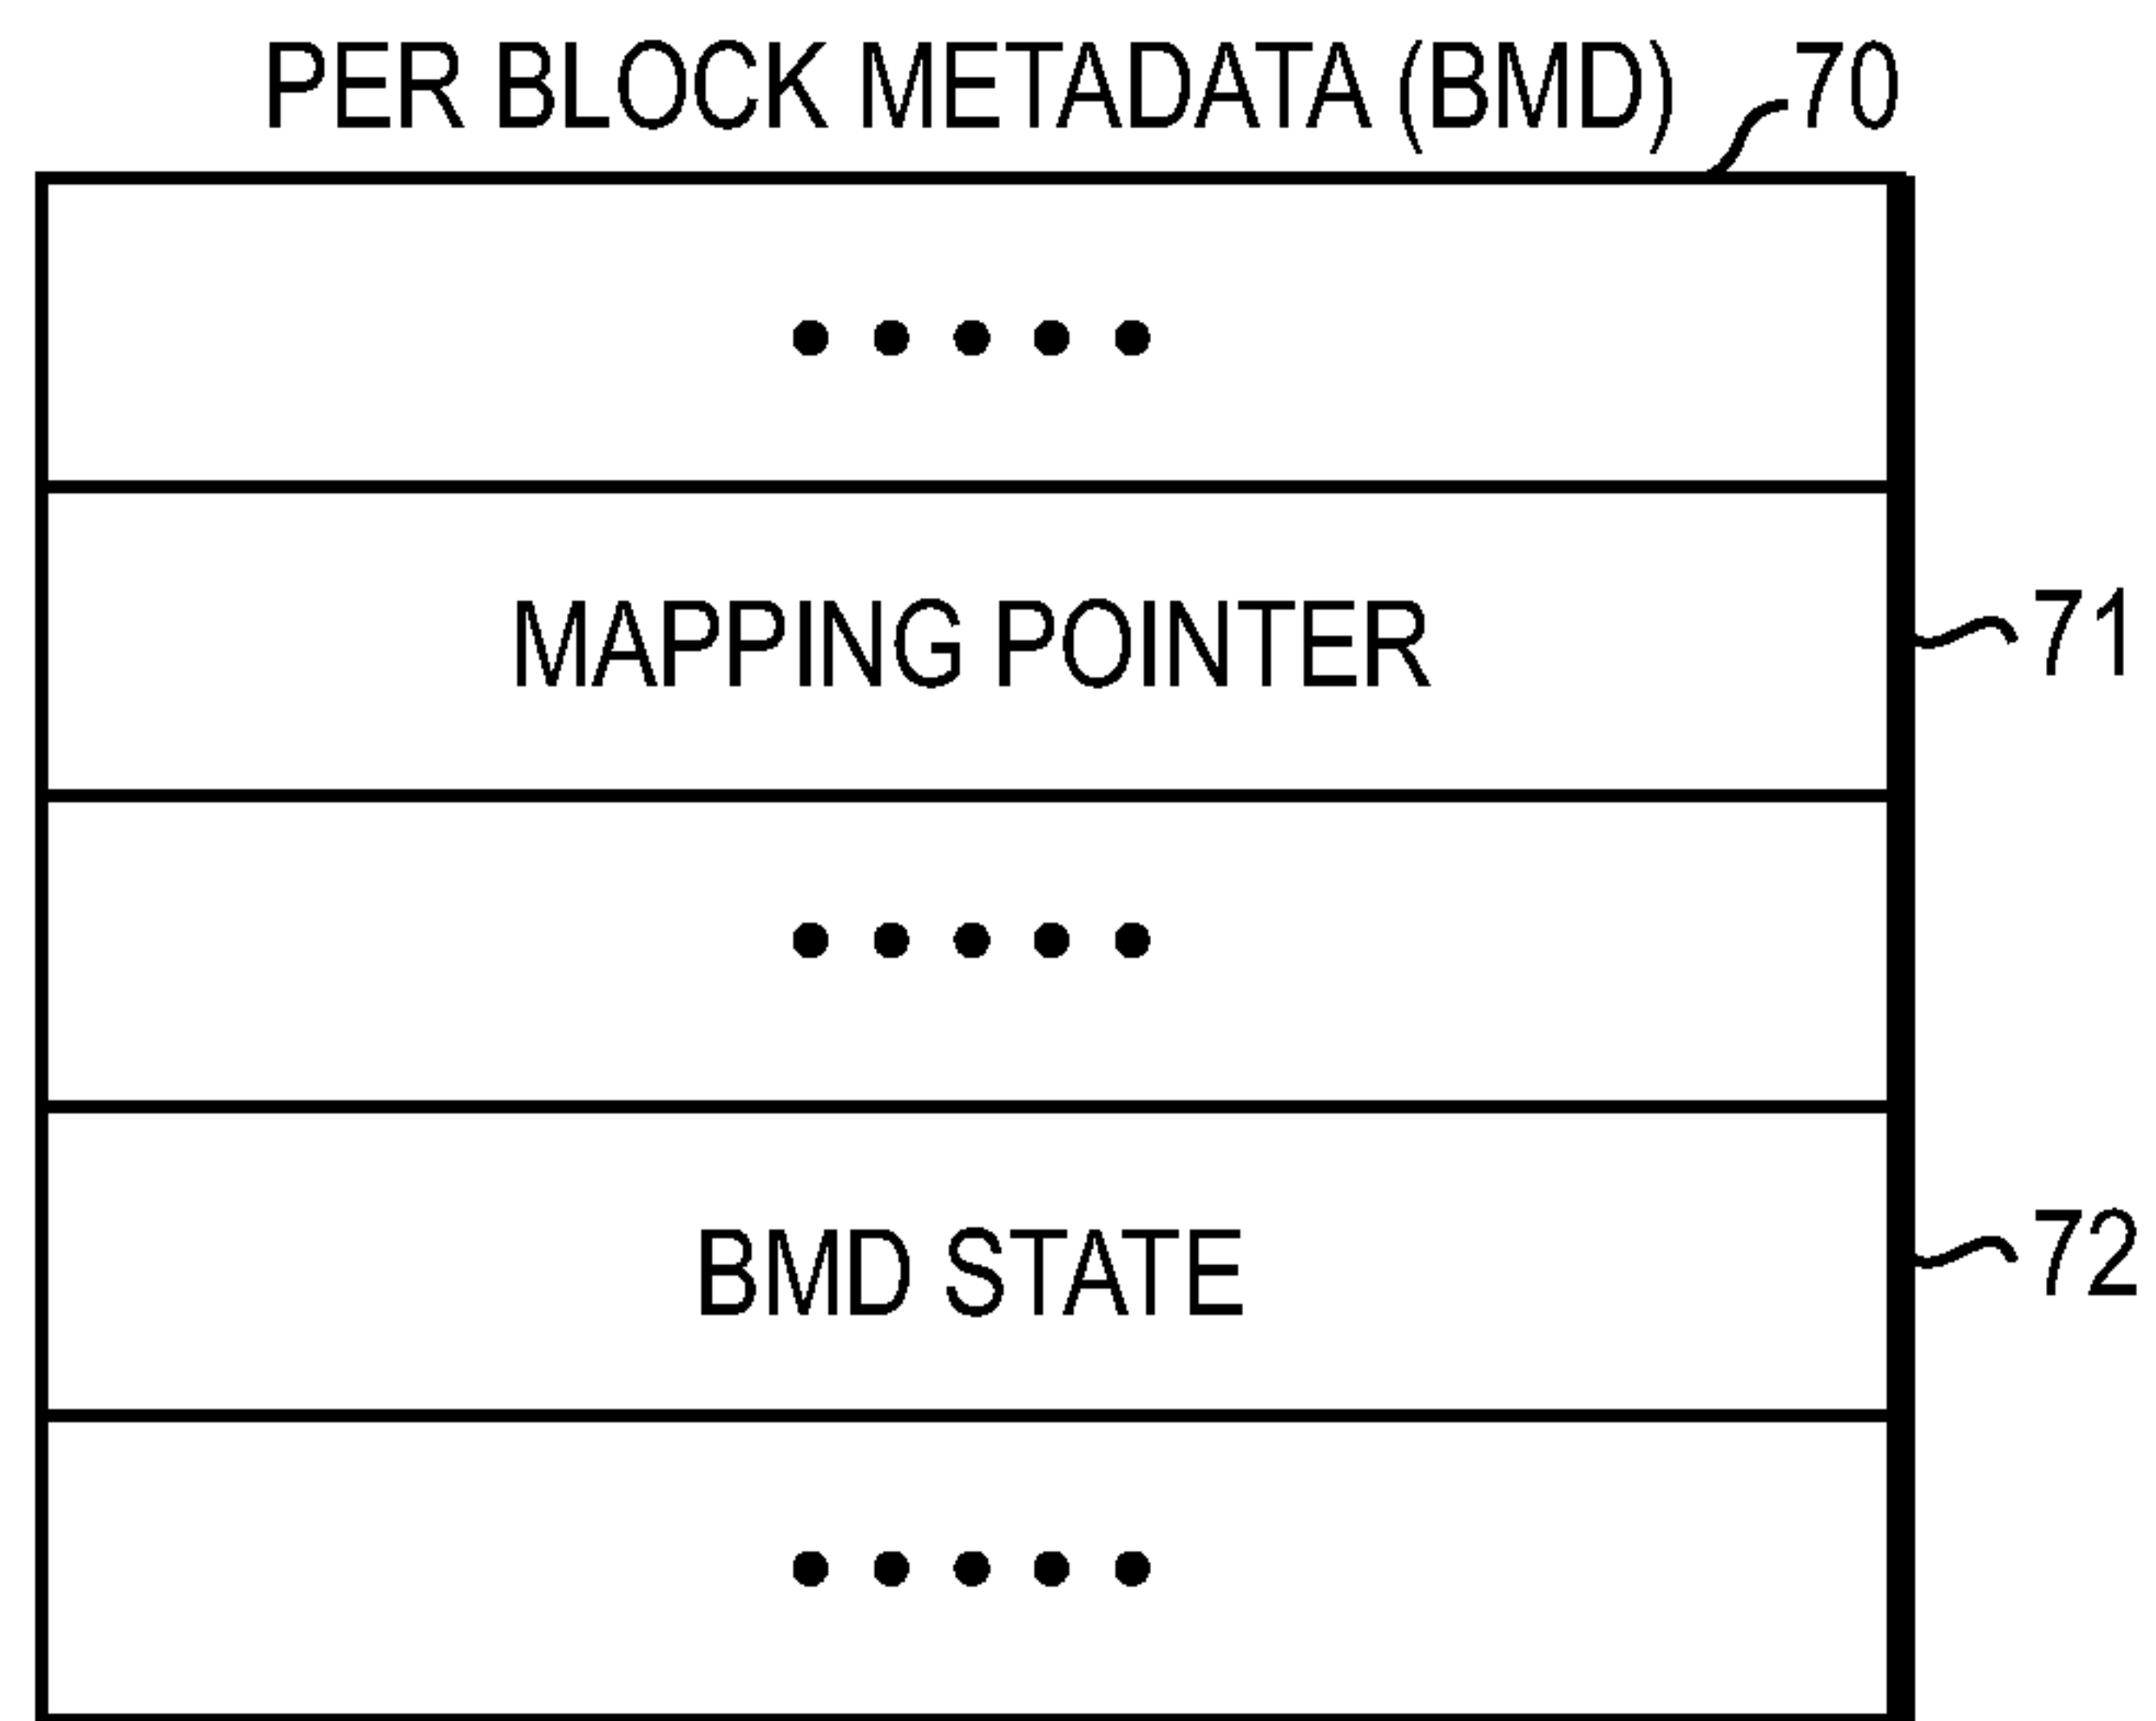 PER BLOCK METADATA (BMD) 70
• • • • •
MAPPING POINTER 71
• • • • •
BMD STATE 72
• • • • •